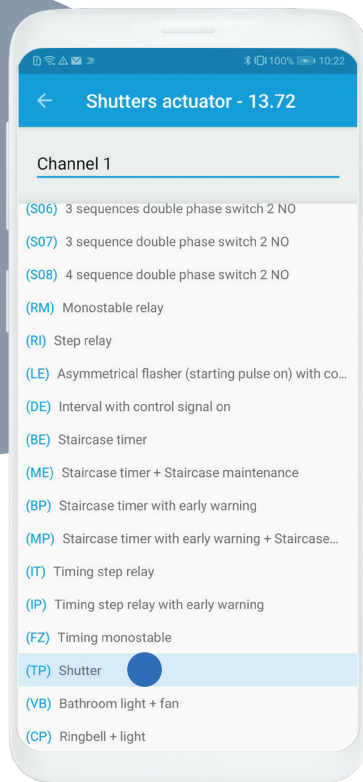 100% 10:22
Shutters actuator - 13.72
Channel 1
(S06) 3 sequences double phase switch 2 NO
(S07) 3 sequence double phase switch 2 NO
(S08) 4 sequence double phase switch 2 NO
(RM) Monostable relay
(RI) Step relay
(LE) Asymmetrical flasher (starting pulse on) with co...
(DE) Interval with control signal on
(BE) Staircase timer
(ME) Staircase timer + Staircase maintenance
(BP) Staircase timer with early warning
(MP) Staircase timer with early warning + Staircase...
(IT) Timing step relay
(IP) Timing step relay with early warning
(FZ) Timing monostable
(TP) Shutter
(VB) Bathroom light + fan
(CP) Ringbell + light